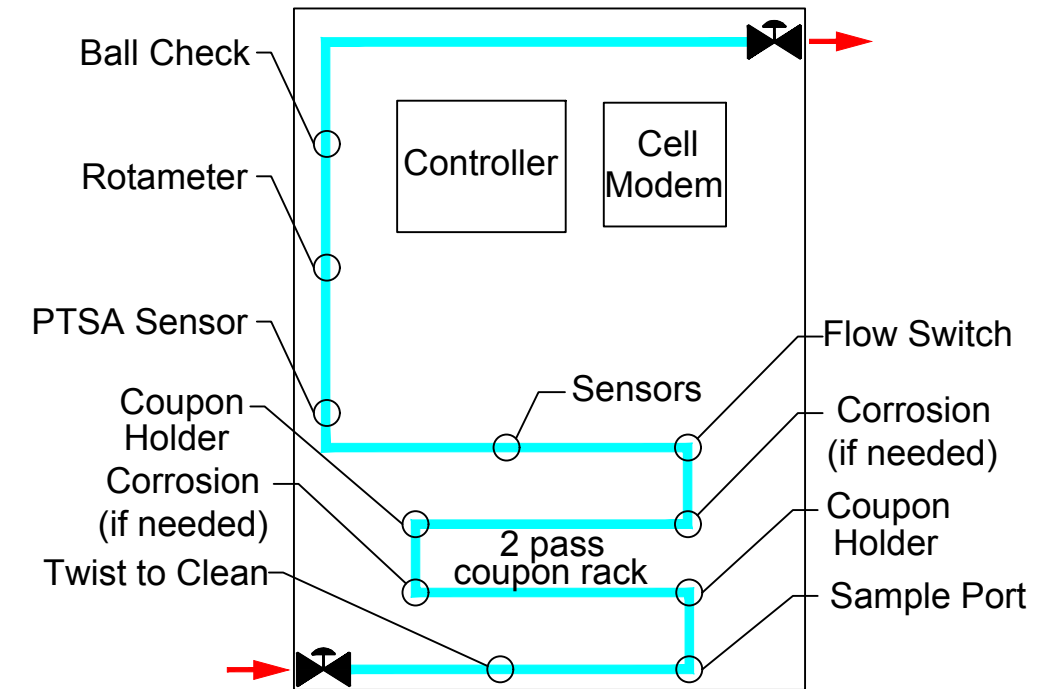 Ball Check
Controller
Cell
Modem
Rotameter
PTSA Sensor
Flow Switch
Sensors
Coupon
Holder
Corrosion
(if needed)
Corrosion
(if needed)
Coupon
Holder
2 pass
coupon rack
Twist to Clean
Sample Port